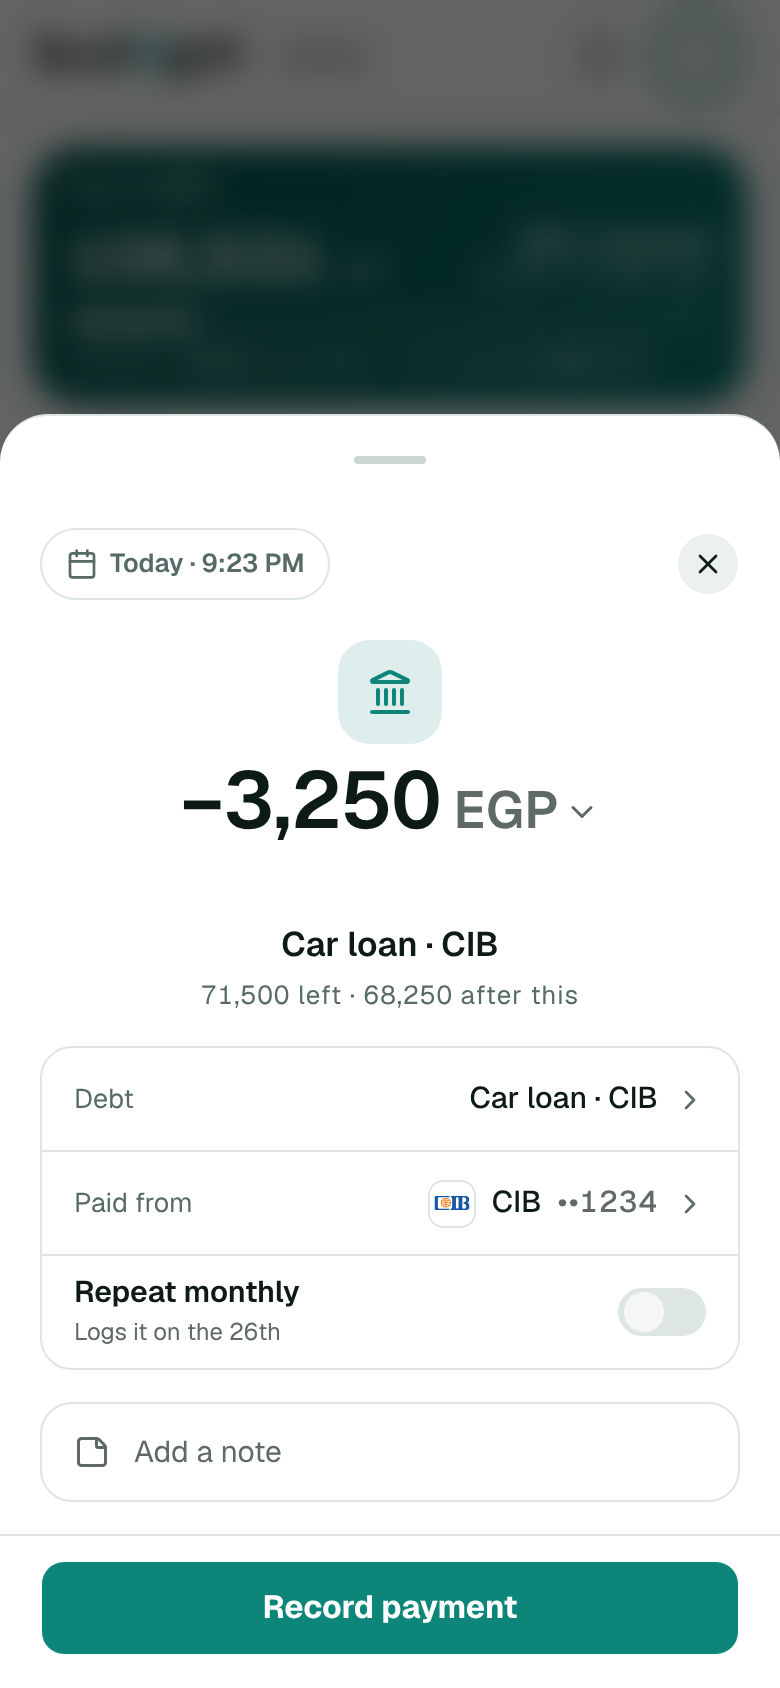 Today · 9:23 PM
−3,250 EGP
Car loan · CIB
71,500 left · 68,250 after this
Debt
Car loan · CIB
Paid from
CIB CIB ••1234
Repeat monthly
Logs it on the 26th
Add a note
Record payment